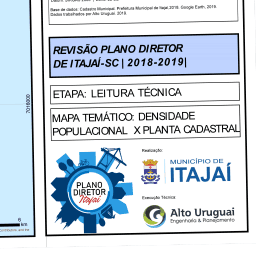 Base de dados: Cadastro Municipal, Prefeitura Municipal de Itajaí 2019. Google Earth, 2019.
Dados trabalhados por Alto Uruguai, 2019.
REVISÃO PLANO DIRETOR
DE ITAJAÍ-SC | 2018-2019|
ETAPA: LEITURA TÉCNICA
MAPA TEMÁTICO: DENSIDADE
POPULACIONAL X PLANTA CADASTRAL
7010000
Realização:
MUNICÍPIO DE
ITAJAÍ
PLANO
DIRETOR
Itajaí
Execução Técnica:
Alto Uruguai
Engenharia & Planejamento